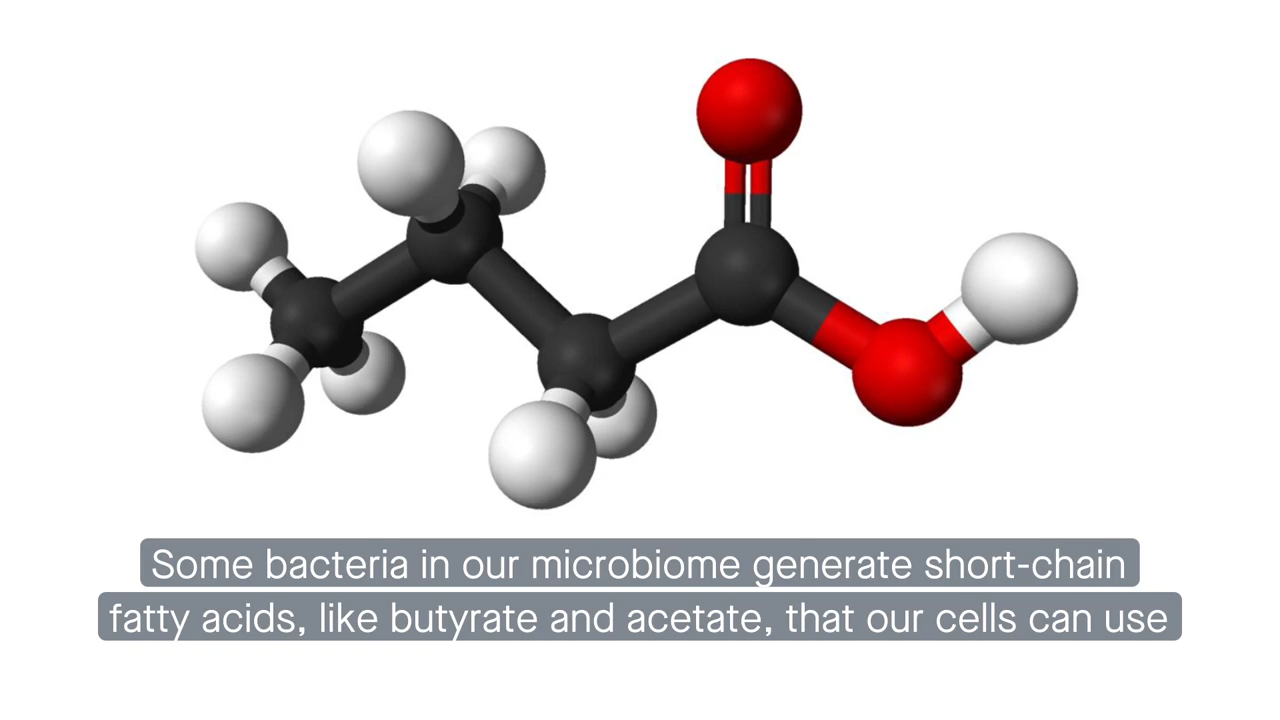 Some bacteria in our microbiome generate short-chain
fatty acids, like butyrate and acetate, that our cells can use